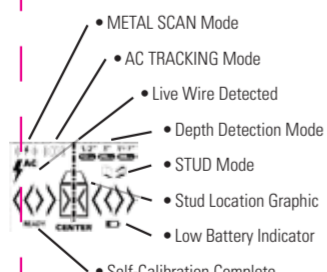 • METAL SCAN Mode
• AC TRACKING Mode
• Live Wire Detected
• Depth Detection Mode
• STUD Mode
• Stud Location Graphic
• Low Battery Indicator
• Self-Calibration Complete
AC
READY
CENTER